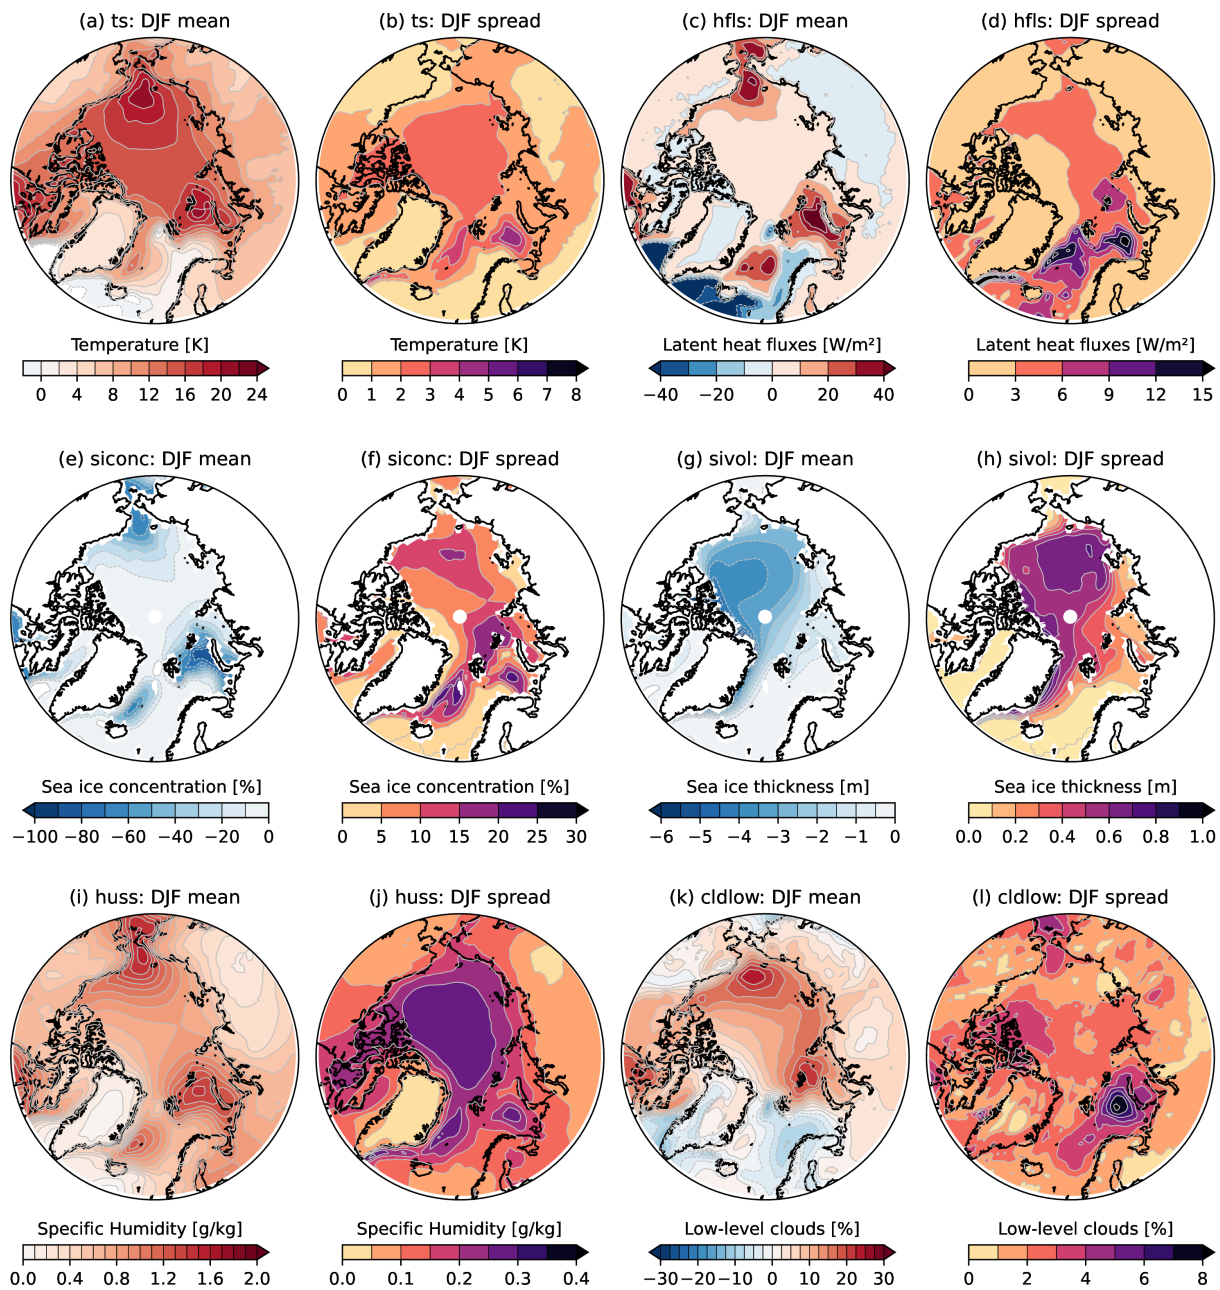 (a) ts: DJF mean
(b) ts: DJF spread
(c) hfls: DJF mean
(d) hfls: DJF spread
Temperature [K]
0 4 8 12 16 20 24
Temperature [K]
0 1 2 3 4 5 6 7 8
Latent heat fluxes [W/m²]
−40 −20 0 20 40
Latent heat fluxes [W/m²]
0 3 6 9 12 15
(e) siconc: DJF mean
(f) siconc: DJF spread
(g) sivol: DJF mean
(h) sivol: DJF spread
Sea ice concentration [%]
−100 −80 −60 −40 −20 0
Sea ice concentration [%]
0 5 10 15 20 25 30
Sea ice thickness [m]
−6 −5 −4 −3 −2 −1 0
Sea ice thickness [m]
0.0 0.2 0.4 0.6 0.8 1.0
(i) huss: DJF mean
(j) huss: DJF spread
(k) cldlow: DJF mean
(l) cldlow: DJF spread
Specific Humidity [g/kg]
0.0 0.4 0.8 1.2 1.6 2.0
Specific Humidity [g/kg]
0.0 0.1 0.2 0.3 0.4
Low-level clouds [%]
−30 −20 −10 0 10 20 30
Low-level clouds [%]
0 2 4 6 8